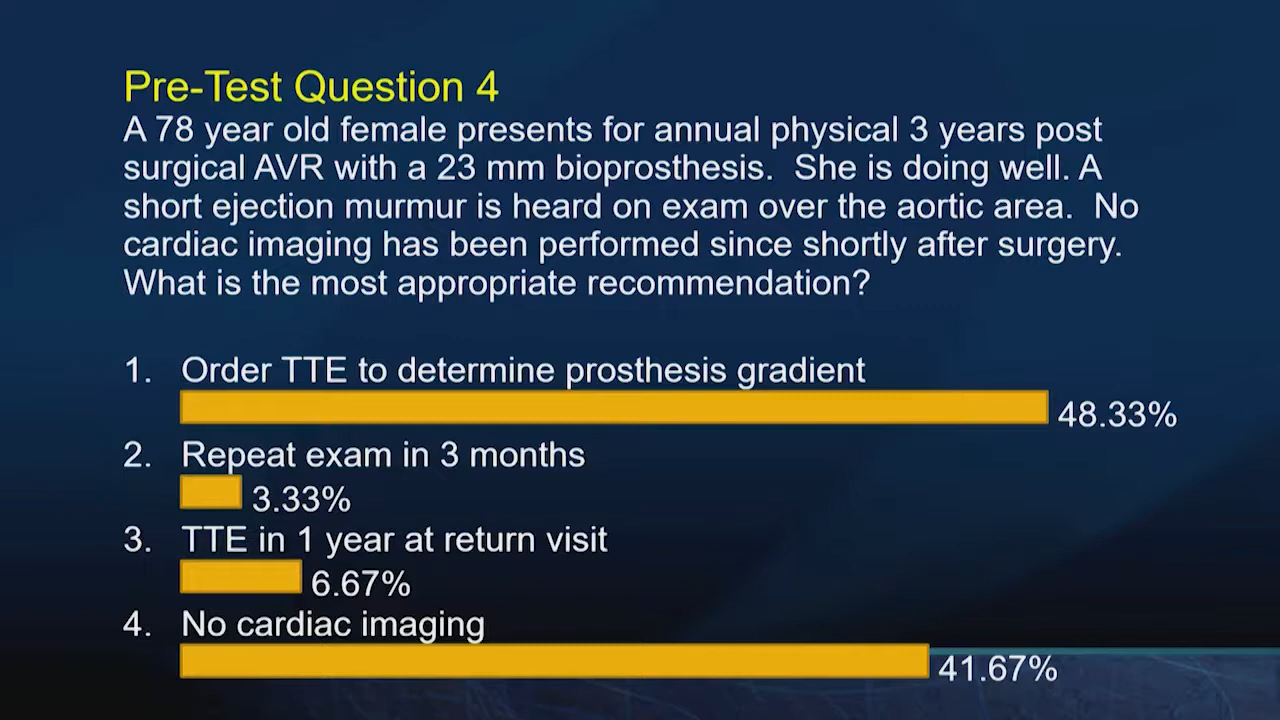 Pre-Test Question 4
A 78 year old female presents for annual physical 3 years post
surgical AVR with a 23 mm bioprosthesis.  She is doing well. A
short ejection murmur is heard on exam over the aortic area.  No
cardiac imaging has been performed since shortly after surgery.
What is the most appropriate recommendation?
1. Order TTE to determine prosthesis gradient
48.33%
2. Repeat exam in 3 months
3.33%
3. TTE in 1 year at return visit
6.67%
4. No cardiac imaging
41.67%